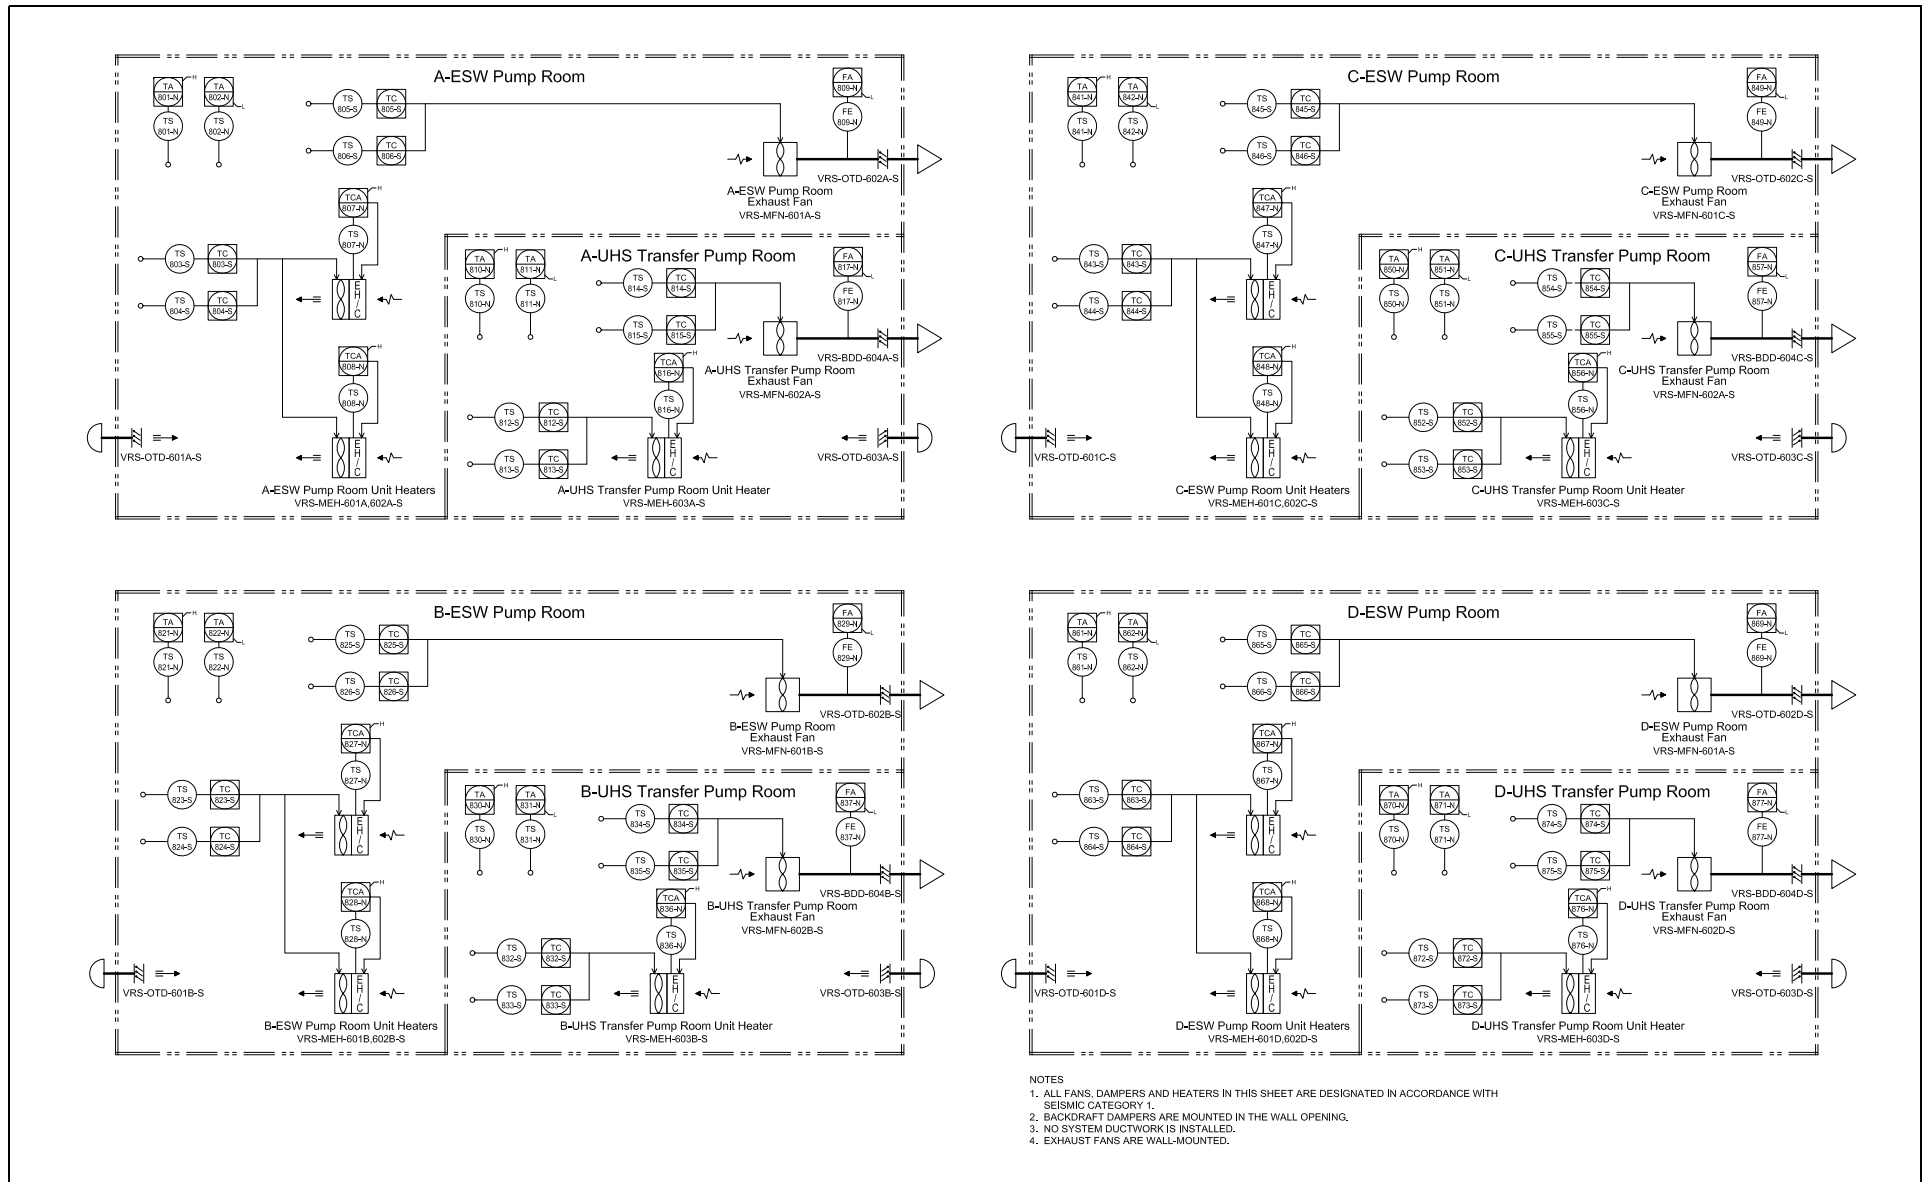 A-ESW Pump Room
TA
801-N
H
TA
802-N
L
TS
801-N
TS
802-N
TS
805-S
TC
805-S
TS
806-S
TC
806-S
FA
809-N
L
FE
809-N
VRS-OTD-602A-S
A-ESW Pump Room
Exhaust Fan
VRS-MFN-601A-S
TCA
807-N
H
TS
807-N
TS
803-S
TC
803-S
TS
804-S
TC
804-S
EH/C
TCA
808-N
H
TS
808-N
EH/C
VRS-OTD-601A-S
A-ESW Pump Room Unit Heaters
VRS-MEH-601A,602A-S
A-UHS Transfer Pump Room
TA
810-N
H
TA
811-N
L
TS
810-N
TS
811-N
TS
814-S
TC
814-S
TS
815-S
TC
815-S
FA
817-N
L
FE
817-N
VRS-BDD-604A-S
A-UHS Transfer Pump Room
Exhaust Fan
VRS-MFN-602A-S
TCA
816-N
H
TS
816-N
TS
812-S
TC
812-S
TS
813-S
TC
813-S
EH/C
VRS-OTD-603A-S
A-UHS Transfer Pump Room Unit Heater
VRS-MEH-603A-S
C-ESW Pump Room
TA
841-N
H
TA
842-N
L
TS
841-N
TS
842-N
TS
845-S
TC
845-S
TS
846-S
TC
846-S
FA
849-N
L
FE
849-N
VRS-OTD-602C-S
C-ESW Pump Room
Exhaust Fan
VRS-MFN-601C-S
TCA
847-N
H
TS
847-N
TS
843-S
TC
843-S
TS
844-S
TC
844-S
EH/C
TCA
848-N
H
TS
848-N
EH/C
VRS-OTD-601C-S
C-ESW Pump Room Unit Heaters
VRS-MEH-601C,602C-S
C-UHS Transfer Pump Room
TA
850-N
H
TA
851-N
L
TS
850-N
TS
851-N
TS
854-S
TC
854-S
TS
855-S
TC
855-S
FA
857-N
L
FE
857-N
VRS-BDD-604C-S
C-UHS Transfer Pump Room
Exhaust Fan
VRS-MFN-602A-S
TCA
856-N
H
TS
856-N
TS
852-S
TC
852-S
TS
853-S
TC
853-S
EH/C
VRS-OTD-603C-S
C-UHS Transfer Pump Room Unit Heater
VRS-MEH-603C-S
B-ESW Pump Room
TA
821-N
H
TA
822-N
L
TS
821-N
TS
822-N
TS
825-S
TC
825-S
TS
826-S
TC
826-S
FA
829-N
L
FE
829-N
VRS-OTD-602B-S
B-ESW Pump Room
Exhaust Fan
VRS-MFN-601B-S
TCA
827-N
H
TS
827-N
TS
823-S
TC
823-S
TS
824-S
TC
824-S
EH/C
TCA
828-N
H
TS
828-N
EH/C
VRS-OTD-601B-S
B-ESW Pump Room Unit Heaters
VRS-MEH-601B,602B-S
B-UHS Transfer Pump Room
TA
830-N
H
TA
831-N
L
TS
830-N
TS
831-N
TS
834-S
TC
834-S
TS
835-S
TC
835-S
FA
837-N
L
FE
837-N
VRS-BDD-604B-S
B-UHS Transfer Pump Room
Exhaust Fan
VRS-MFN-602B-S
TCA
836-N
H
TS
836-N
TS
832-S
TC
832-S
TS
833-S
TC
833-S
EH/C
VRS-OTD-603B-S
B-UHS Transfer Pump Room Unit Heater
VRS-MEH-603B-S
D-ESW Pump Room
TA
861-N
H
TA
862-N
L
TS
861-N
TS
862-N
TS
865-S
TC
865-S
TS
866-S
TC
866-S
FA
869-N
L
FE
869-N
VRS-OTD-602D-S
D-ESW Pump Room
Exhaust Fan
VRS-MFN-601A-S
TCA
867-N
H
TS
867-N
TS
863-S
TC
863-S
TS
864-S
TC
864-S
EH/C
TCA
868-N
H
TS
868-N
EH/C
VRS-OTD-601D-S
D-ESW Pump Room Unit Heaters
VRS-MEH-601D,602D-S
D-UHS Transfer Pump Room
TA
870-N
H
TA
871-N
L
TS
870-N
TS
871-N
TS
874-S
TC
874-S
TS
875-S
TC
875-S
FA
877-N
L
FE
877-N
VRS-BDD-604D-S
D-UHS Transfer Pump Room
Exhaust Fan
VRS-MFN-602D-S
TCA
876-N
H
TS
876-N
TS
872-S
TC
872-S
TS
873-S
TC
873-S
EH/C
VRS-OTD-603D-S
D-UHS Transfer Pump Room Unit Heater
VRS-MEH-603D-S
NOTES
1. ALL FANS, DAMPERS AND HEATERS IN THIS SHEET ARE DESIGNATED IN ACCORDANCE WITH
SEISMIC CATEGORY 1.
2. BACKDRAFT DAMPERS ARE MOUNTED IN THE WALL OPENING.
3. NO SYSTEM DUCTWORK IS INSTALLED.
4. EXHAUST FANS ARE WALL-MOUNTED.